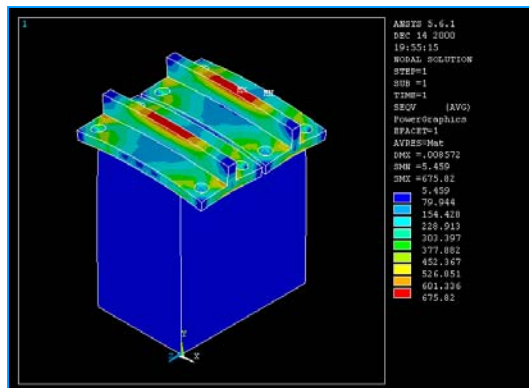 1
ANSYS 5.6.1
DEC 14 2000
19:55:15
NODAL SOLUTION
STEP=1
SUB =1
TIME=1
SEQV (AVG)
PowerGraphics
EFACET=1
AVRES=Mat
DMX =.008572
SMN =5.459
SMX =675.82
5.459
79.944
154.428
228.913
303.397
377.882
452.367
526.851
601.336
675.82
MX
MN
Y
Z X